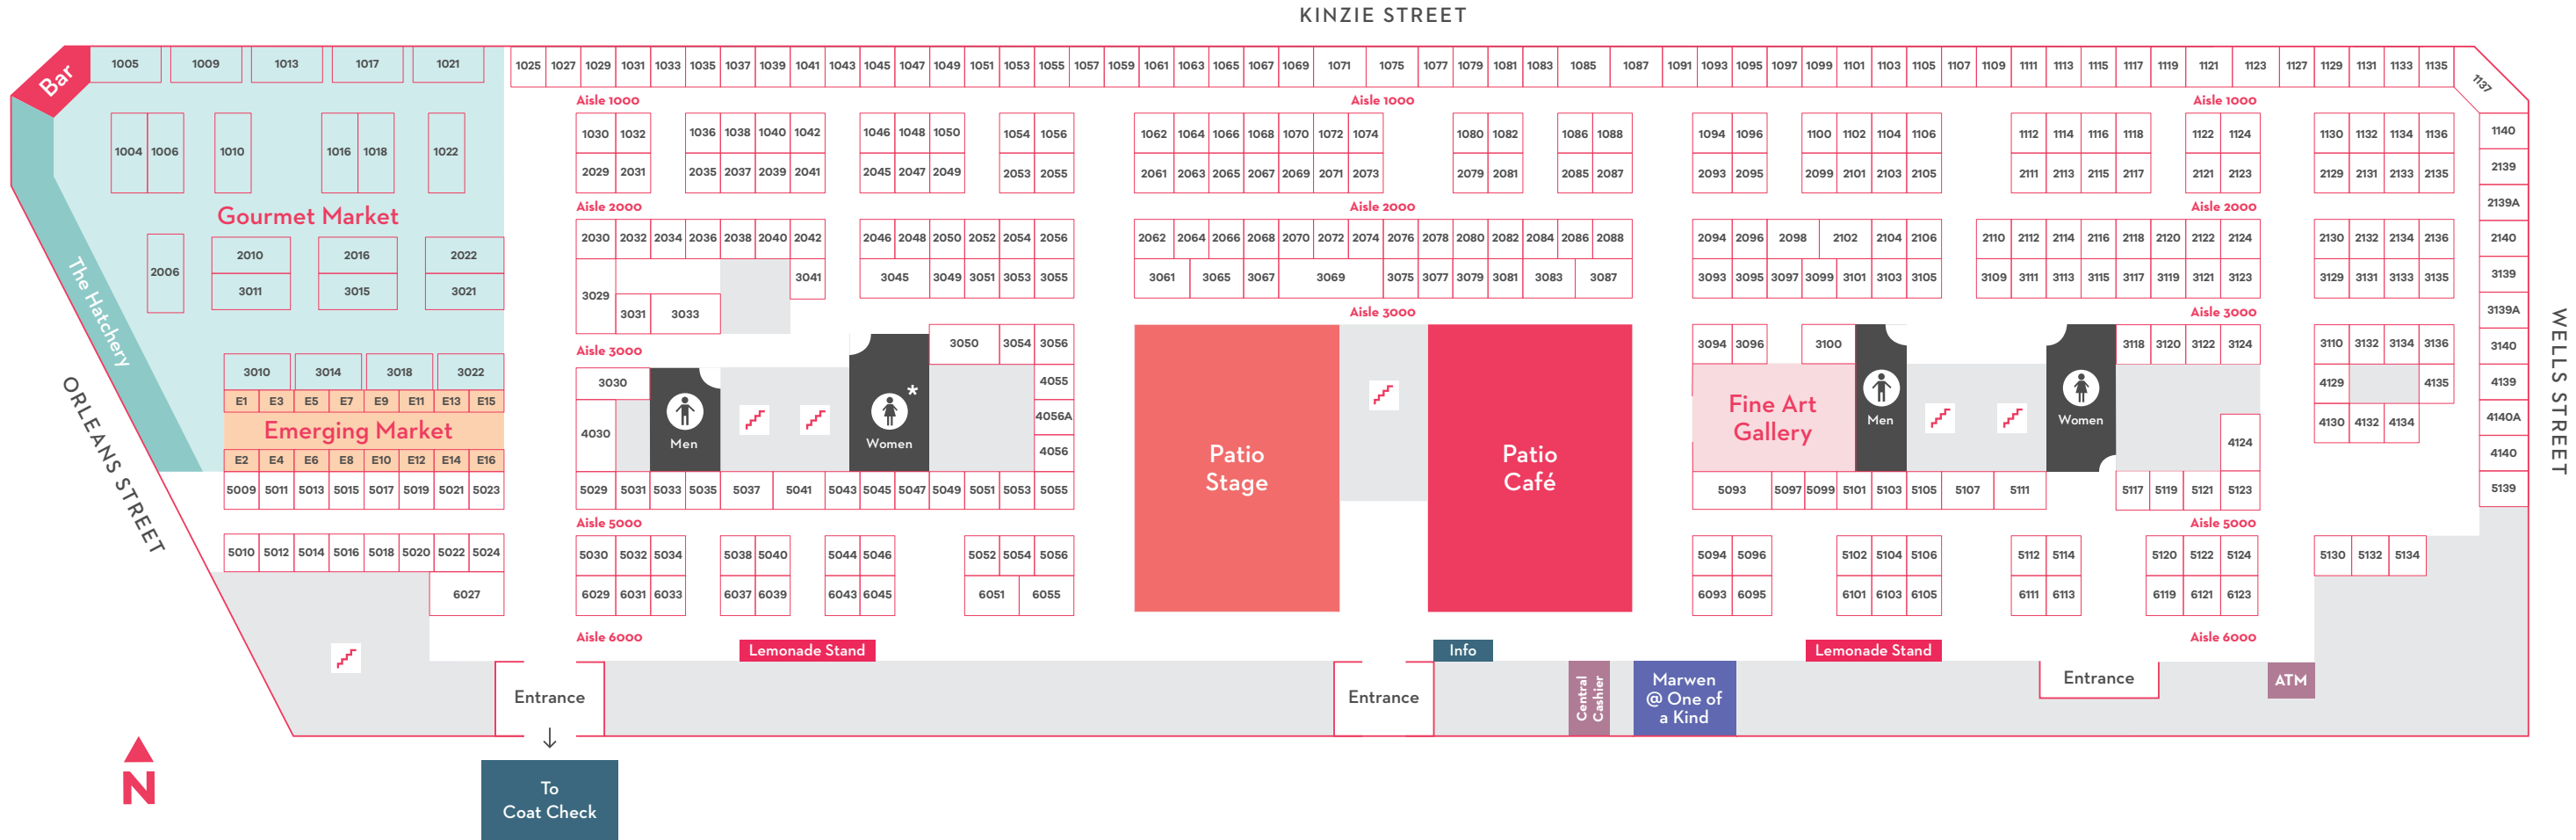 KINZIE STREET
Bar
1005 1009 1013 1017 1021 1025 1027 1029 1031 1033 1035 1037 1039 1041 1043 1045 1047 1049 1051 1053 1055 1057 1059 1061 1063 1065 1067 1069 1071 1075 1077 1079 1081 1083 1085 1087 1091 1093 1095 1097 1099 1101 1103 1105 1107 1109 1111 1113 1115 1117 1119 1121 1123 1127 1129 1131 1133 1135
1137
Aisle 1000 Aisle 1000 Aisle 1000
1030 1032 1036 1038 1040 1042 1046 1048 1050 1054 1056 1062 1064 1066 1068 1070 1072 1074 1080 1082 1086 1088 1094 1096 1100 1102 1104 1106 1112 1114 1116 1118 1122 1124 1130 1132 1134 1136 1140
1004 1006 1010 1016 1018 1022
2029 2031 2035 2037 2039 2041 2045 2047 2049 2053 2055 2061 2063 2065 2067 2069 2071 2073 2079 2081 2085 2087 2093 2095 2099 2101 2103 2105 2111 2113 2115 2117 2121 2123 2129 2131 2133 2135 2139
2139A
Gourmet Market
Aisle 2000 Aisle 2000 Aisle 2000
2030 2032 2034 2036 2038 2040 2042 2046 2048 2050 2052 2054 2056 2062 2064 2066 2068 2070 2072 2074 2076 2078 2080 2082 2084 2086 2088 2094 2096 2098 2102 2104 2106 2110 2112 2114 2116 2118 2120 2122 2124 2130 2132 2134 2136 2140
2006 2010 2016 2022
3011 3015 3021
3029 3041 3045 3049 3051 3053 3055 3061 3065 3067 3069 3075 3077 3079 3081 3083 3087 3093 3095 3097 3099 3101 3103 3105 3109 3111 3113 3115 3117 3119 3121 3123 3129 3131 3133 3135 3139
3031 3033
3139A
The Hatchery
Aisle 3000 Aisle 3000 Aisle 3000
3050 3054 3056 3094 3096 3100 3118 3120 3122 3124 3110 3132 3134 3136 3140
WELLS STREET
3010 3014 3018 3022
3030 4055 4129 4135 4139
E1 E3 E5 E7 E9 E11 E13 E15
Emerging Market
4030 4056A 4130 4132 4134 4140A
*
Men Women
Fine Art
Gallery
Men Women
4124
4056 4140
Patio
Stage
Patio
Café
E2 E4 E6 E8 E10 E12 E14 E16
ORLEANS STREET
5009 5011 5013 5015 5017 5019 5021 5023 5029 5031 5033 5035 5037 5041 5043 5045 5047 5049 5051 5053 5055 5093 5097 5099 5101 5103 5105 5107 5111 5117 5119 5121 5123 5139
Aisle 5000 Aisle 5000
5010 5012 5014 5016 5018 5020 5022 5024 5030 5032 5034 5038 5040 5044 5046 5052 5054 5056 5094 5096 5102 5104 5106 5112 5114 5120 5122 5124 5130 5132 5134
6027 6029 6031 6033 6037 6039 6043 6045 6051 6055 6093 6095 6101 6103 6105 6111 6113 6119 6121 6123
Aisle 6000 Aisle 6000
Lemonade Stand Info Lemonade Stand
Entrance Entrance
Central
Cashier
Marwen
@ One of
a Kind
Entrance
ATM
N
To
Coat Check